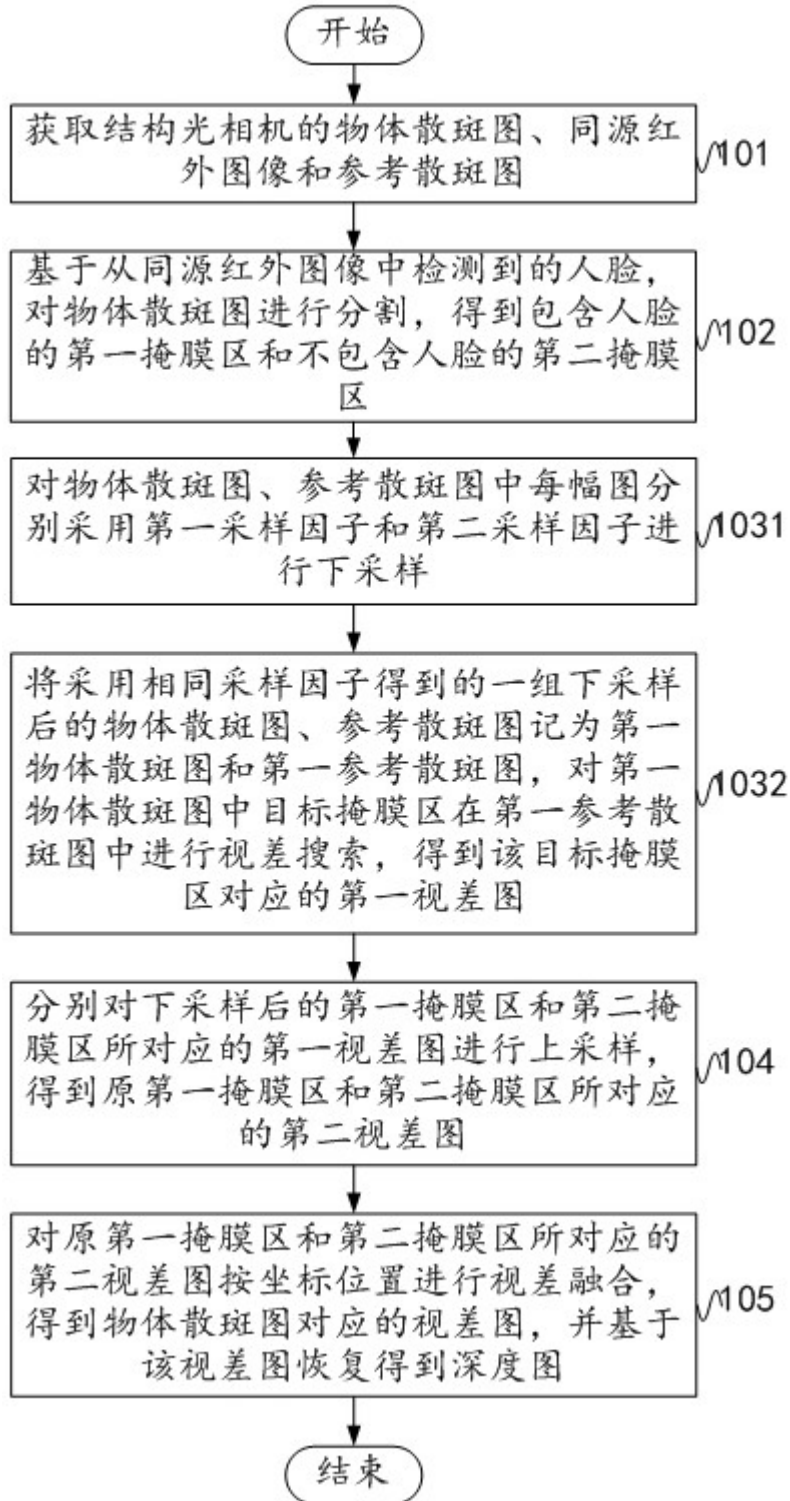 开始
获取结构光相机的物体散斑图、同源红
外图像和参考散斑图
101
基于从同源红外图像中检测到的人脸,
对物体散斑图进行分割，得到包含人脸
的第一掩膜区和不包含人脸的第二掩膜
区
102
对物体散斑图、参考散斑图中每幅图分
别采用第一采样因子和第二采样因子进
行下采样
1031
将采用相同采样因子得到的一组下采样
后的物体散斑图、参考散斑图记为第一
物体散斑图和第一参考散斑图，对第一
物体散斑图中目标掩膜区在第一参考散
斑图中进行视差搜索，得到该目标掩膜
区对应的第一视差图
1032
分别对下采样后的第一掩膜区和第二掩
膜区所对应的第一视差图进行上采样，
得到原第一掩膜区和第二掩膜区所对应
的第二视差图
104
对原第一掩膜区和第二掩膜区所对应的
第二视差图按坐标位置进行视差融合，
得到物体散斑图对应的视差图，并基于
该视差图恢复得到深度图
105
结束